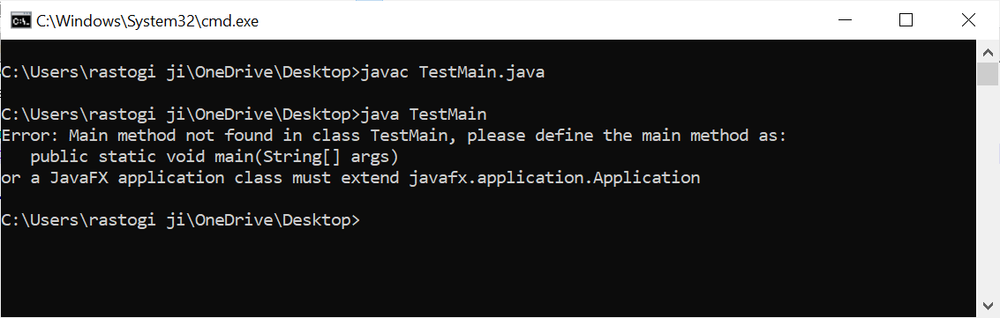 C:\Windows\System32\cmd.exe
C:\Users\rastogi ji\OneDrive\Desktop>javac TestMain.java
C:\Users\rastogi ji\OneDrive\Desktop>java TestMain
Error: Main method not found in class TestMain, please define the main method as:
   public static void main(String[] args)
or a JavaFX application class must extend javafx.application.Application
C:\Users\rastogi ji\OneDrive\Desktop>